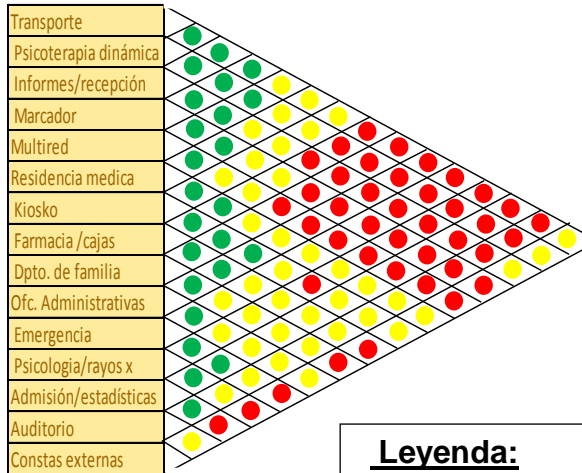 Transporte
Psicoterapia dinámica
Informes/recepción
Marcador
Multired
Residencia medica
Kiosko
Farmacia /cajas
Dpto. de familia
Ofc. Administrativas
Emergencia
Psicologia/rayos x
Admisión/estadísticas
Auditorio
Constas externas
Leyenda: